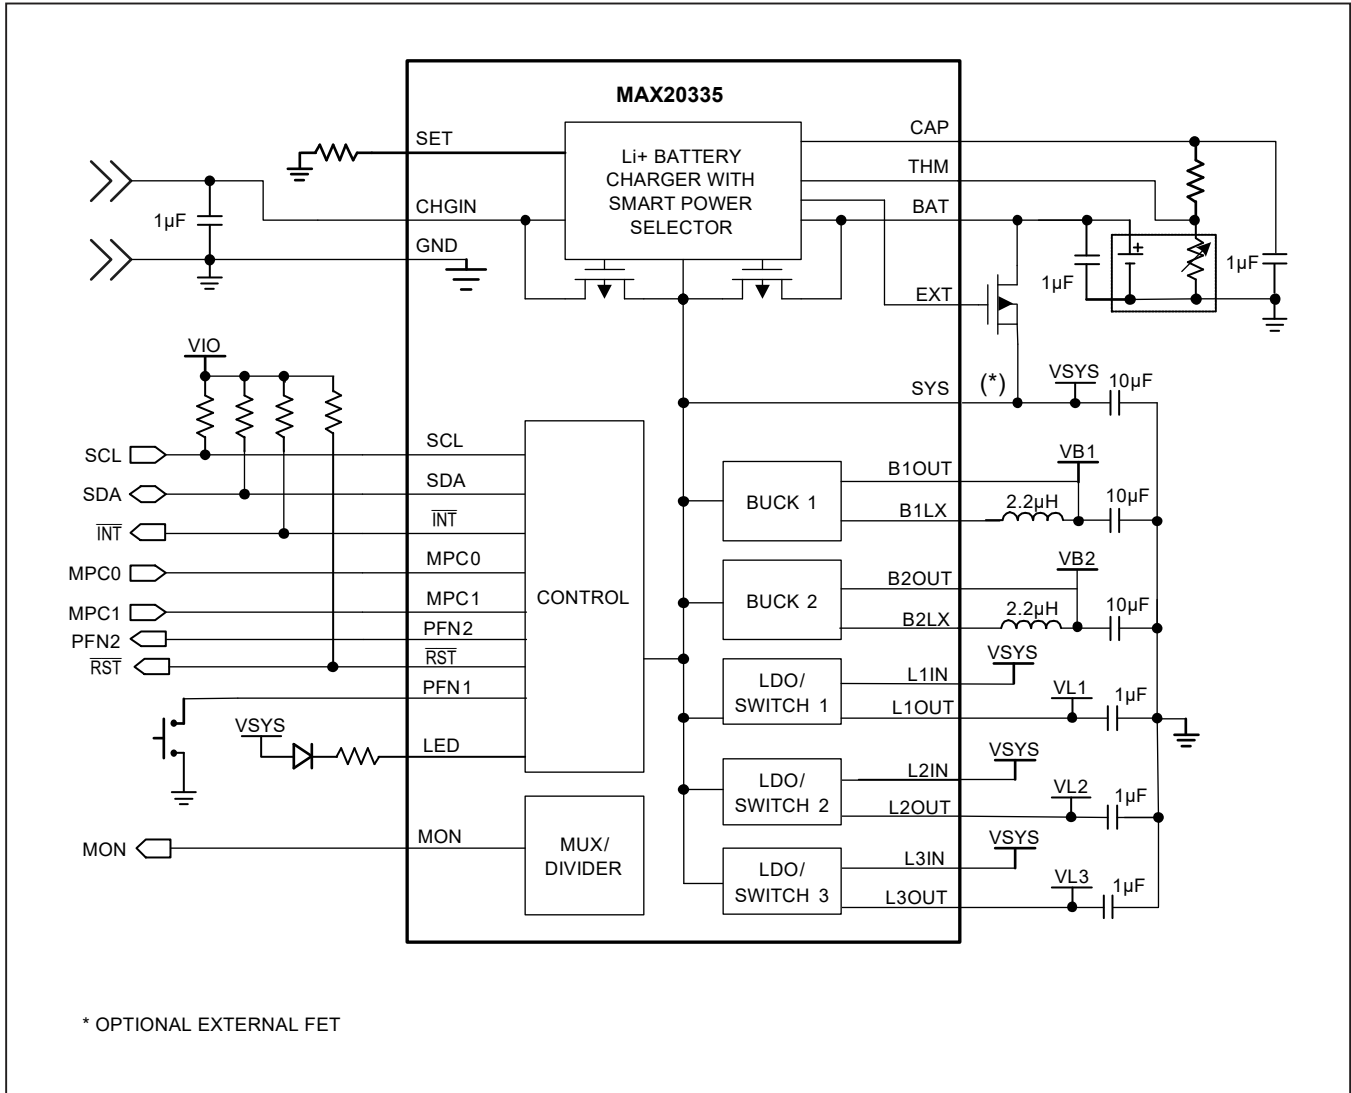 MAX20335
SET
CHGIN
GND
1µF
Li+ BATTERY
CHARGER WITH
SMART POWER
SELECTOR
CAP
THM
BAT
EXT
1µF
+
1µF
SYS
(*)
VSYS
10µF
VIO
SCL
SDA
INT
MPC0
MPC1
PFN2
RST
SCL
SDA
INT
MPC0
MPC1
PFN2
RST
PFN1
LED
VSYS
CONTROL
MON
MON
MUX/
DIVIDER
BUCK 1
B1OUT
B1LX
2.2µH
VB1
10µF
BUCK 2
B2OUT
B2LX
2.2µH
VB2
10µF
LDO/
SWITCH 1
L1IN
L1OUT
VSYS
VL1
1µF
LDO/
SWITCH 2
L2IN
L2OUT
VSYS
VL2
1µF
LDO/
SWITCH 3
L3IN
L3OUT
VSYS
VL3
1µF
* OPTIONAL EXTERNAL FET